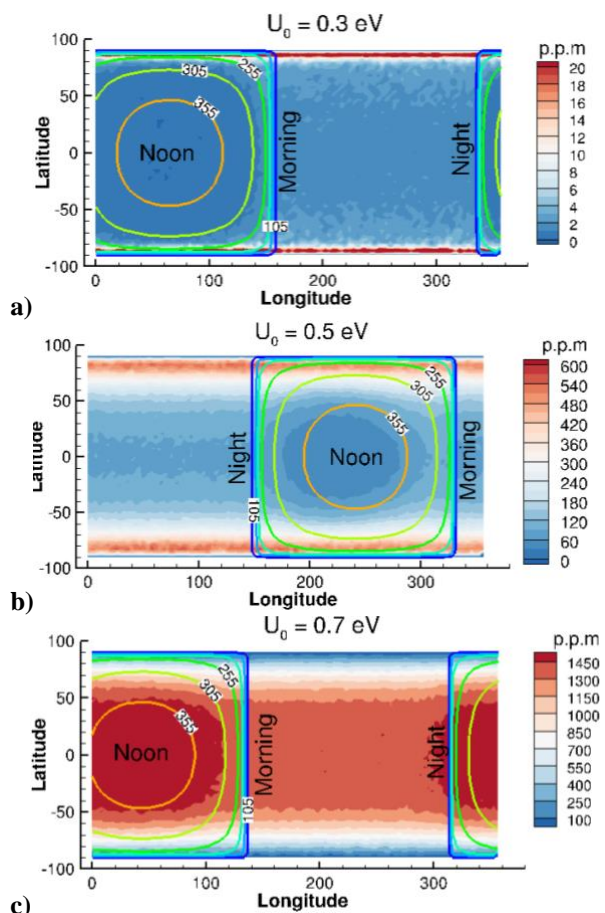 U₀ = 0.3 eV
p.p.m
100
50
0
-50
-100
Latitude
305
255
355
105
Noon
Morning
Night
0
100
200
300
Longitude
20
18
16
14
12
10
8
6
4
2
0
a)
U₀ = 0.5 eV
p.p.m
100
50
0
-50
-100
Latitude
255
305
355
105
Night
Noon
Morning
0
100
200
300
Longitude
600
540
480
420
360
300
240
180
120
60
0
b)
U₀ = 0.7 eV
p.p.m
100
50
0
-50
-100
Latitude
255
305
355
105
Noon
Morning
Night
0
100
200
300
Longitude
1450
1300
1150
1000
850
700
550
400
250
100
c)